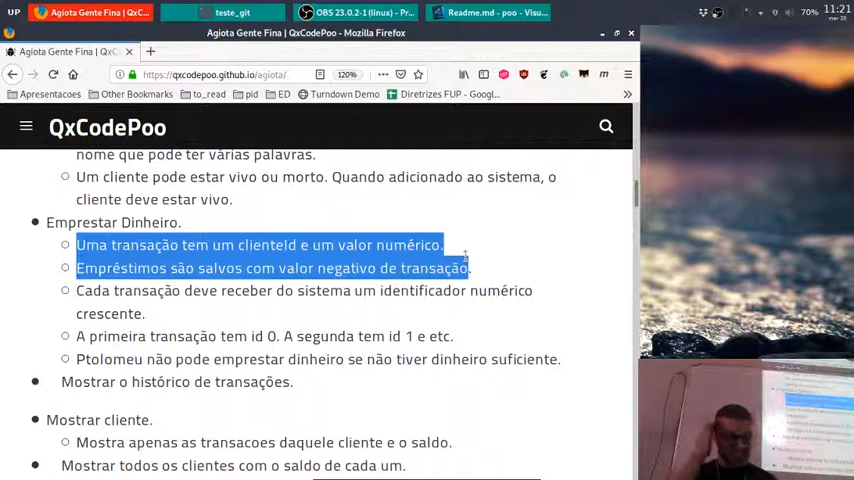 UP
Agiota Gente Fina | QxC...
teste_git
OBS 23.0.2-1 (linux) - Pr...
Readme.md - poo - Visual...
70%
11:21
mar 20
Agiota Gente Fina | QxCodePoo - Mozilla Firefox
Agiota Gente Fina | QxCod
https://qxcodepoo.github.io/agiota/
120%
Apresentacoes
Other Bookmarks
to_read
pid
ED
Turndown Demo
Diretrizes FUP - Googl...
QxCodePoo
nome que pode ter várias palavras.
Um cliente pode estar vivo ou morto. Quando adicionado ao sistema, o
cliente deve estar vivo.
Emprestar Dinheiro.
Uma transação tem um clienteId e um valor numérico.
Empréstimos são salvos com valor negativo de transação.
Cada transação deve receber do sistema um identificador numérico
crescente.
A primeira transação tem id 0. A segunda tem id 1 e etc.
Ptolomeu não pode emprestar dinheiro se não tiver dinheiro suficiente.
Mostrar o histórico de transações.
Mostrar cliente.
Mostra apenas as transacoes daquele cliente e o saldo.
Mostrar todos os clientes com o saldo de cada um.